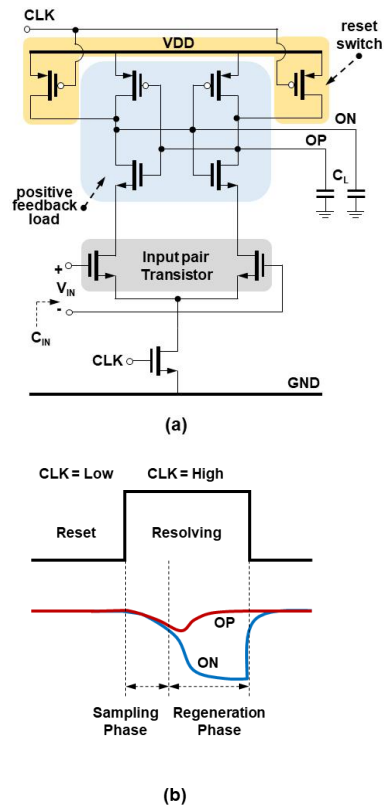 CLK
VDD
reset
switch
ON
OP
CL
positive
feedback
load
Input pair
Transistor
+
VIN
-
CIN
CLK
GND
(a)
CLK = Low CLK = High
Reset Resolving
OP
ON
Sampling Regeneration
Phase Phase
(b)